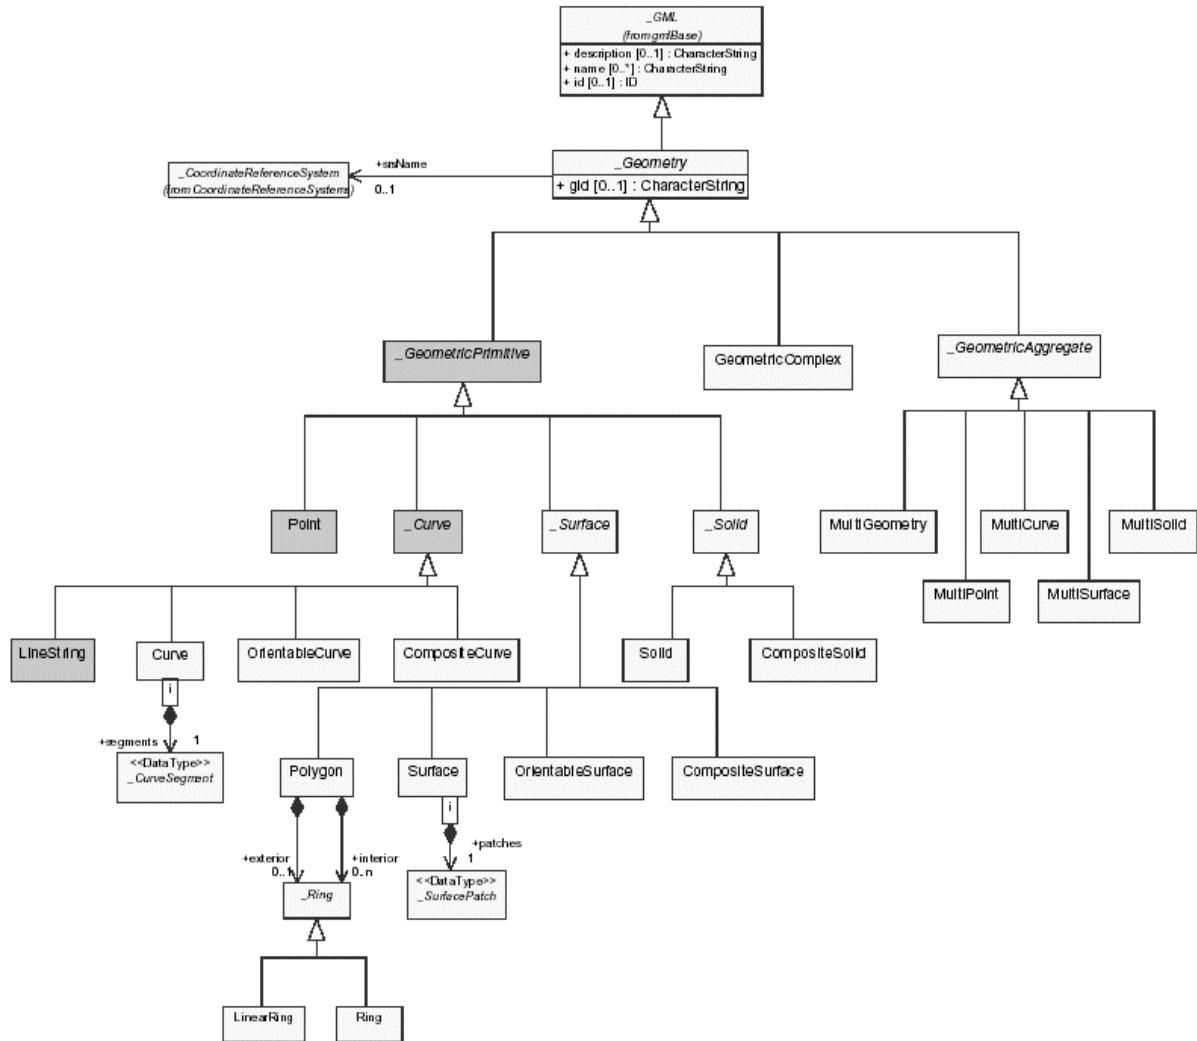 _GML
(from gmlBase)
+ description [0..1] : CharacterString
+ name [0..*] : CharacterString
+ id [0..1] : ID
+srsName
_CoordinateReferenceSystem
(from CoordinateReferenceSystems)
0..1
_Geometry
+ gid [0..1] : CharacterString
_GeometricPrimitive
GeometricComplex
_GeometricAggregate
Point
_Curve
_Surface
_Solid
MultiGeometry
MultiCurve
MultiSolid
MultiPoint
MultiSurface
LineString
Curve
OrientableCurve
CompositeCurve
Solid
CompositeSolid
i
+segments
1
<<DataType>>
_CurveSegment
Polygon
Surface
OrientableSurface
CompositeSurface
i
+exterior
0..1
+interior
0..n
+patches
1
<<DataType>>
_SurfacePatch
_Ring
LinearRing
Ring